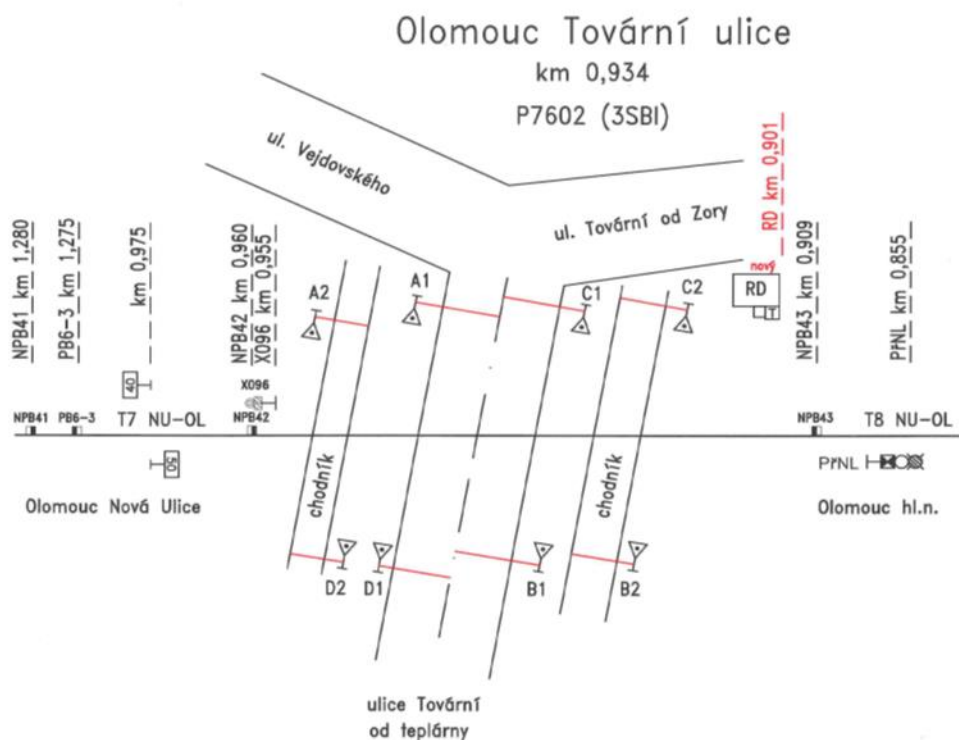 Olomouc Tovární ulice
km 0,934
P7602 (3SBI)
ul. Vejdovského
ul. Tovární od Zory
RD km 0,901
nový
RD
T
NPB41 km 1,280
PB6-3 km 1,275
km 0,975
NPB42 km 0,960
X096 km 0,955
NPB43 km 0,909
PřNL km 0,855
A2
A1
C1
C2
40
X096
NPB41
PB6-3
T7 NU-OL
NPB42
NPB43
T8 NU-OL
50
PřNL
Olomouc Nová Ulice
Olomouc hl.n.
chodník
chodník
D2
D1
B1
B2
ulice Tovární
od teplárny